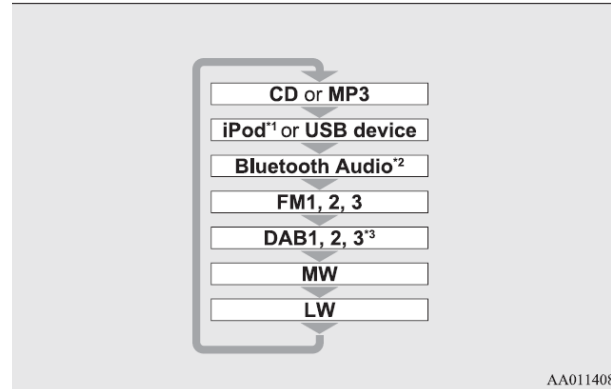 CD or MP3
iPod*1 or USB device
Bluetooth Audio*2
FM1, 2, 3
DAB1, 2, 3*3
MW
LW
AA011408